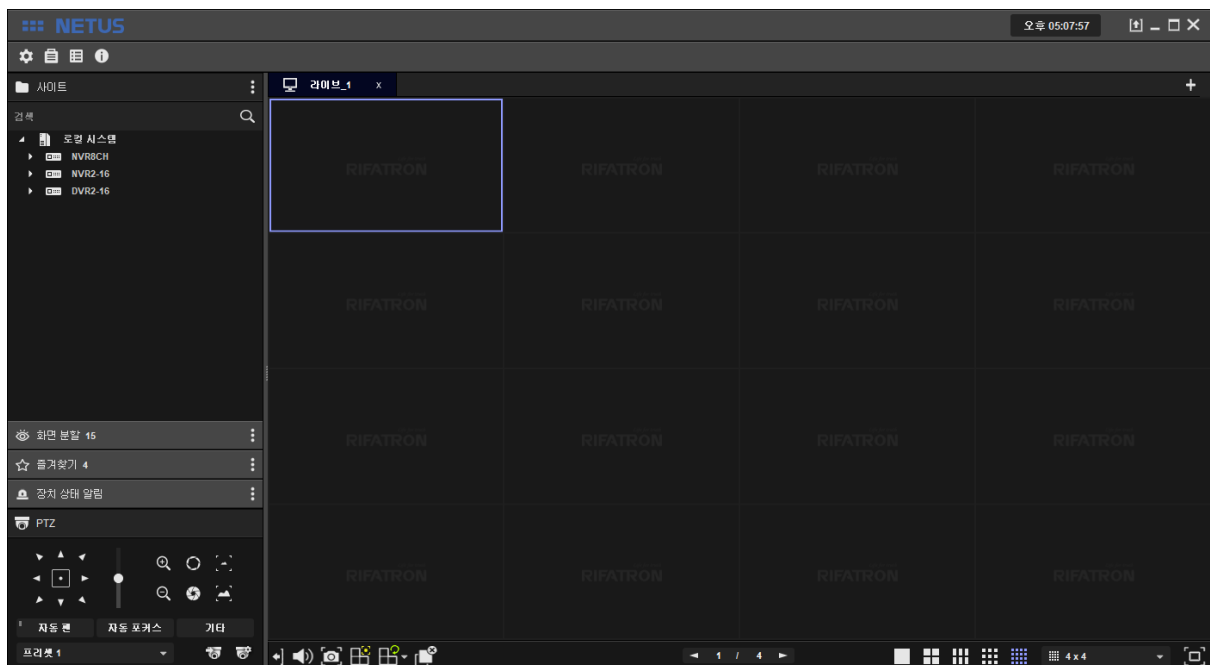 NETUS
오후 05:07:57
사이트
라이브_1 x
검색
로컬 시스템
NVR8CH
NVR2-16
DVR2-16
RIFATRON RIFATRON RIFATRON RIFATRON
RIFATRON RIFATRON RIFATRON RIFATRON
RIFATRON RIFATRON RIFATRON RIFATRON
RIFATRON RIFATRON RIFATRON RIFATRON
화면 분할 15
즐겨찾기 4
장치 상태 알림
PTZ
자동 팬 자동 포커스 기타
프리셋 1
1 / 4
4 x 4